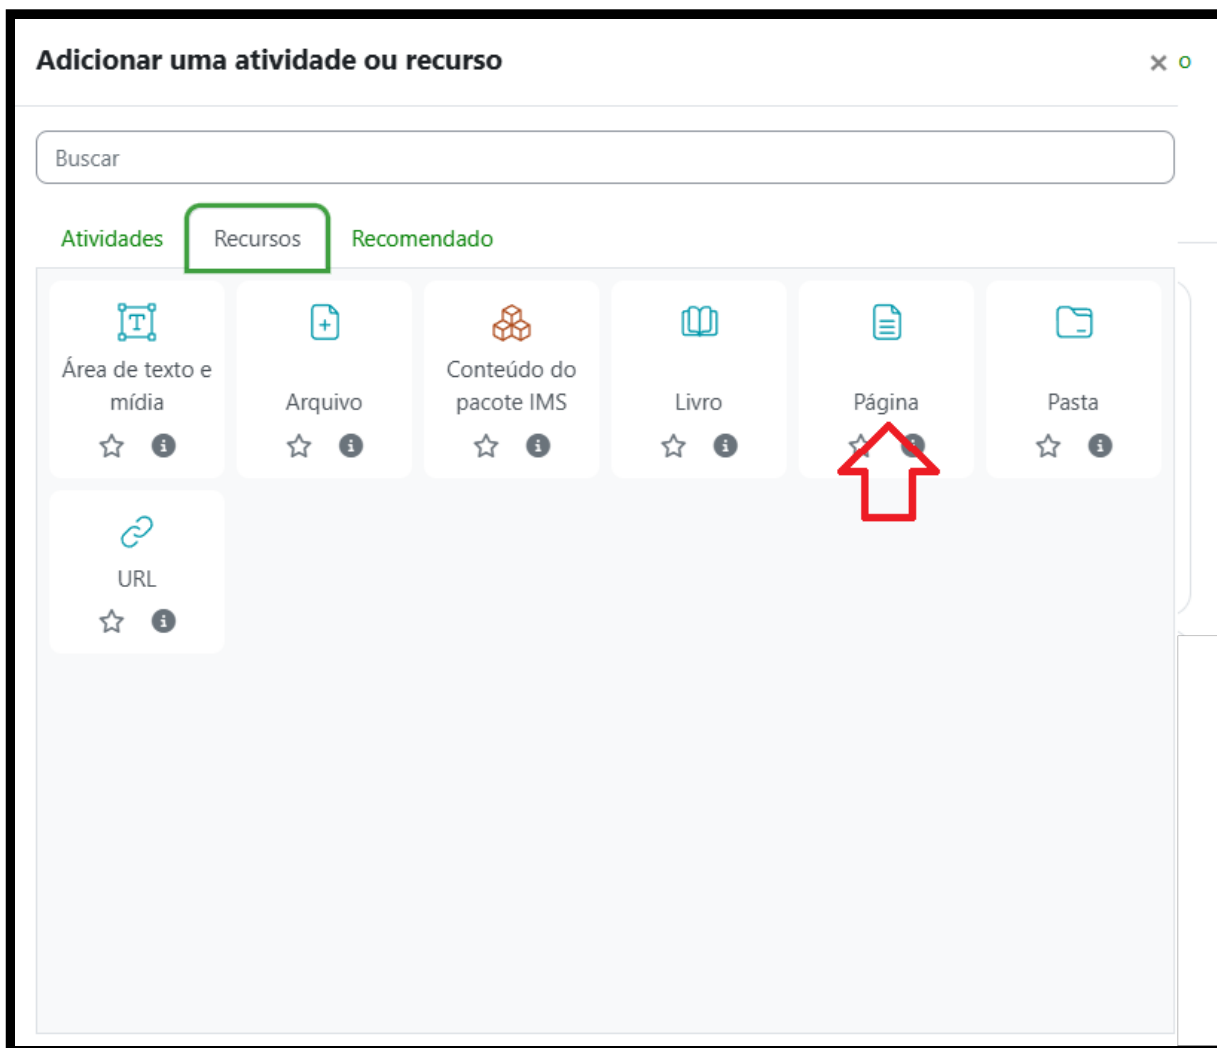 Adicionar uma atividade ou recurso
× o
Buscar
Atividades Recursos Recomendado
Área de texto e
mídia
Arquivo
Conteúdo do
pacote IMS
Livro
Página
Pasta
URL